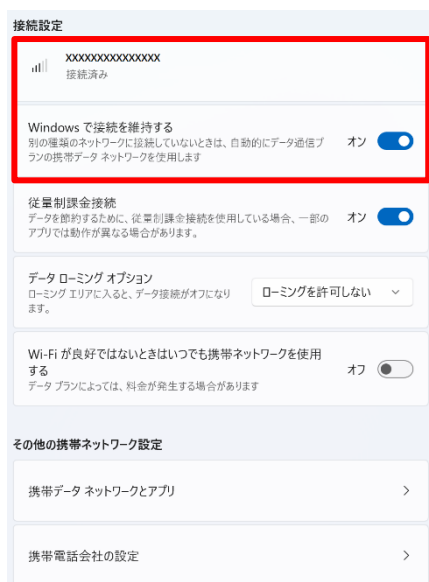 接続設定
XXXXXXXXXXXXXXX
接続済み
Windows で接続を維持する
別の種類のネットワークに接続していないときは、自動的にデータ通信プ
ランの携帯データ ネットワークを使用します
オン
従量制課金接続
データを節約するために、従量制課金接続を使用している場合、一部の
アプリでは動作が異なる場合があります。
オン
データ ローミング オプション
ローミング エリアに入ると、データ接続がオフになり
ます。
ローミングを許可しない
Wi-Fi が良好ではないときはいつでも携帯ネットワークを使用
する
データ プランによっては、料金が発生する場合があります
オフ
その他の携帯ネットワーク設定
携帯データ ネットワークとアプリ
携帯電話会社の設定